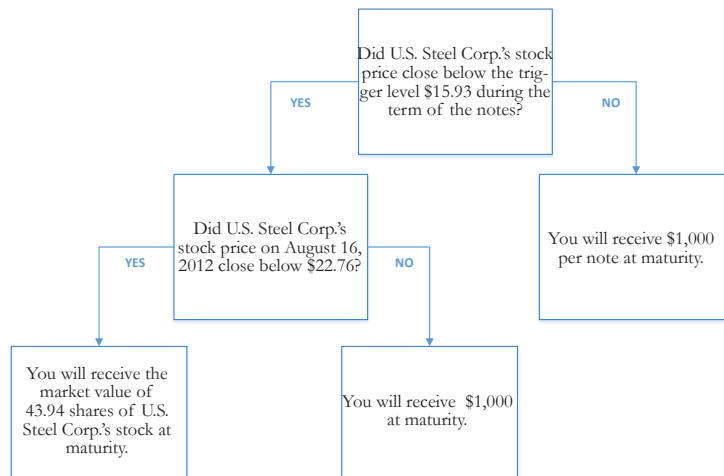 Did U.S. Steel Corp.'s stock
price close below the trig-
ger level $15.93 during the
term of the notes?
YES
NO
Did U.S. Steel Corp.'s
stock price on August 16,
2012 close below $22.76?
You will receive $1,000
per note at maturity.
YES
NO
You will receive the
market value of
43.94 shares of U.S.
Steel Corp.'s stock at
maturity.
You will receive $1,000
at maturity.